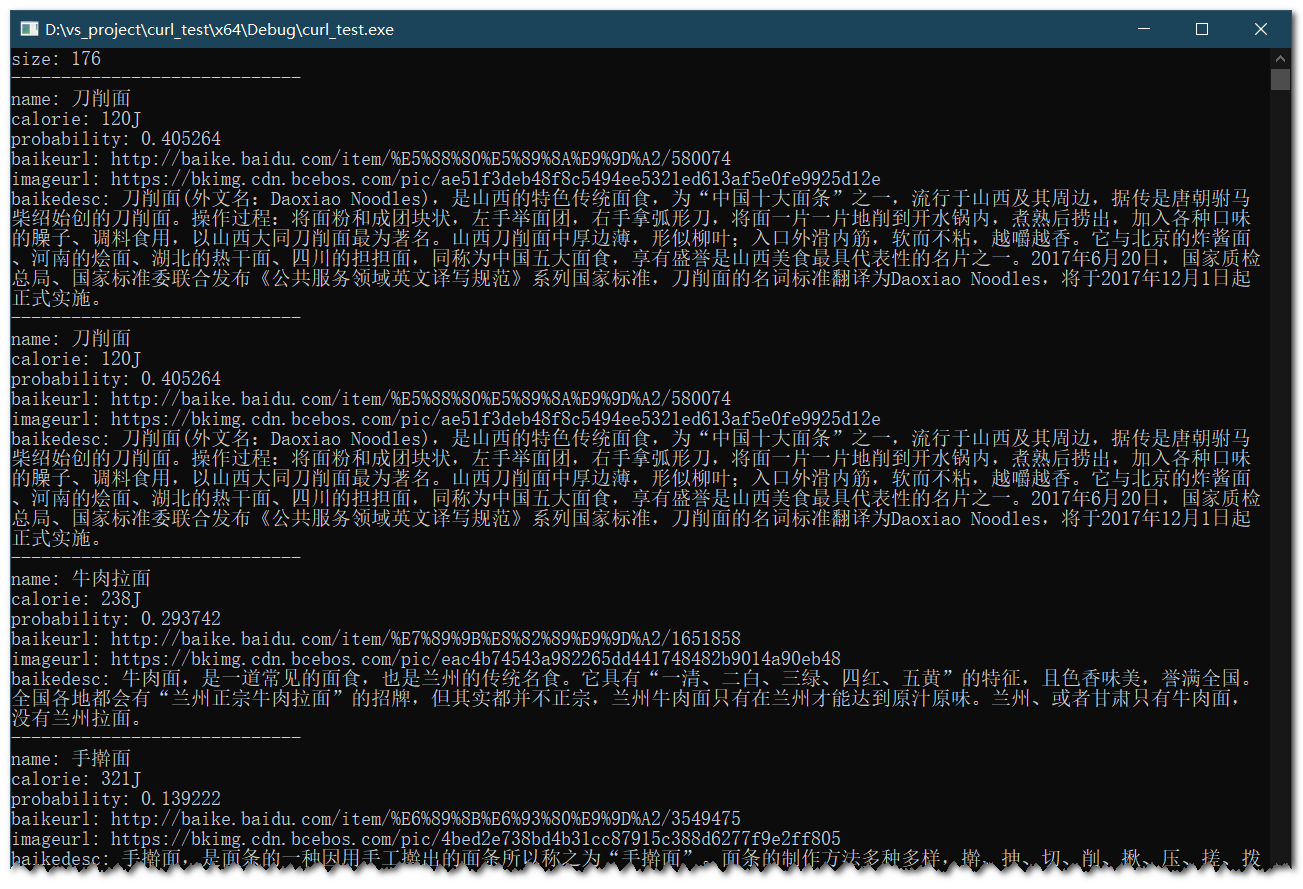 D:\vs_project\curl_test\x64\Debug\curl_test.exe
size: 176
-----------------------------
name: 刀削面
calorie: 120J
probability: 0.405264
baikeurl: http://baike.baidu.com/item/%E5%88%80%E5%89%8A%E9%9D%A2/580074
imageurl: https://bkimg.cdn.bcebos.com/pic/ae51f3deb48f8c5494ee5321ed613af5e0fe9925d12e
baikedesc: 刀削面(外文名：Daoxiao Noodles)，是山西的特色传统面食，为“中国十大面条”之一，流行于山西及其周边，据传是唐朝驸马
柴绍始创的刀削面。操作过程：将面粉和成团块状，左手举面团，右手拿弧形刀，将面一片一片地削到开水锅内，煮熟后捞出，加入各种口味
的臊子、调料食用，以山西大同刀削面最为著名。山西刀削面中厚边薄，形似柳叶；入口外滑内筋，软而不粘，越嚼越香。它与北京的炸酱面
、河南的烩面、湖北的热干面、四川的担担面，同称为中国五大面食，享有盛誉是山西美食最具代表性的名片之一。2017年6月20日，国家质检
总局、国家标准委联合发布《公共服务领域英文译写规范》系列国家标准，刀削面的名词标准翻译为Daoxiao Noodles，将于2017年12月1日起
正式实施。
-----------------------------
name: 刀削面
calorie: 120J
probability: 0.405264
baikeurl: http://baike.baidu.com/item/%E5%88%80%E5%89%8A%E9%9D%A2/580074
imageurl: https://bkimg.cdn.bcebos.com/pic/ae51f3deb48f8c5494ee5321ed613af5e0fe9925d12e
baikedesc: 刀削面(外文名：Daoxiao Noodles)，是山西的特色传统面食，为“中国十大面条”之一，流行于山西及其周边，据传是唐朝驸马
柴绍始创的刀削面。操作过程：将面粉和成团块状，左手举面团，右手拿弧形刀，将面一片一片地削到开水锅内，煮熟后捞出，加入各种口味
的臊子、调料食用，以山西大同刀削面最为著名。山西刀削面中厚边薄，形似柳叶；入口外滑内筋，软而不粘，越嚼越香。它与北京的炸酱面
、河南的烩面、湖北的热干面、四川的担担面，同称为中国五大面食，享有盛誉是山西美食最具代表性的名片之一。2017年6月20日，国家质检
总局、国家标准委联合发布《公共服务领域英文译写规范》系列国家标准，刀削面的名词标准翻译为Daoxiao Noodles，将于2017年12月1日起
正式实施。
-----------------------------
name: 牛肉拉面
calorie: 238J
probability: 0.293742
baikeurl: http://baike.baidu.com/item/%E7%89%9B%E8%82%89%E9%9D%A2/1651858
imageurl: https://bkimg.cdn.bcebos.com/pic/eac4b74543a982265dd441748482b9014a90eb48
baikedesc: 牛肉面，是一道常见的面食，也是兰州的传统名食。它具有“一清、二白、三绿、四红、五黄”的特征，且色香味美，誉满全国。
全国各地都会有“兰州正宗牛肉拉面”的招牌，但其实都并不正宗，兰州牛肉面只有在兰州才能达到原汁原味。兰州、或者甘肃只有牛肉面，
没有兰州拉面。
-----------------------------
name: 手擀面
calorie: 321J
probability: 0.139222
baikeurl: http://baike.baidu.com/item/%E6%89%8B%E6%93%80%E9%9D%A2/3549475
imageurl: https://bkimg.cdn.bcebos.com/pic/4bed2e738bd4b31cc87915c388d6277f9e2ff805
baikedesc: 手擀面，是面条的一种因用手工擀出的面条所以称之为“手擀面”。面条的制作方法多种多样，擀、抽、切、削、揪、压、搓、拨